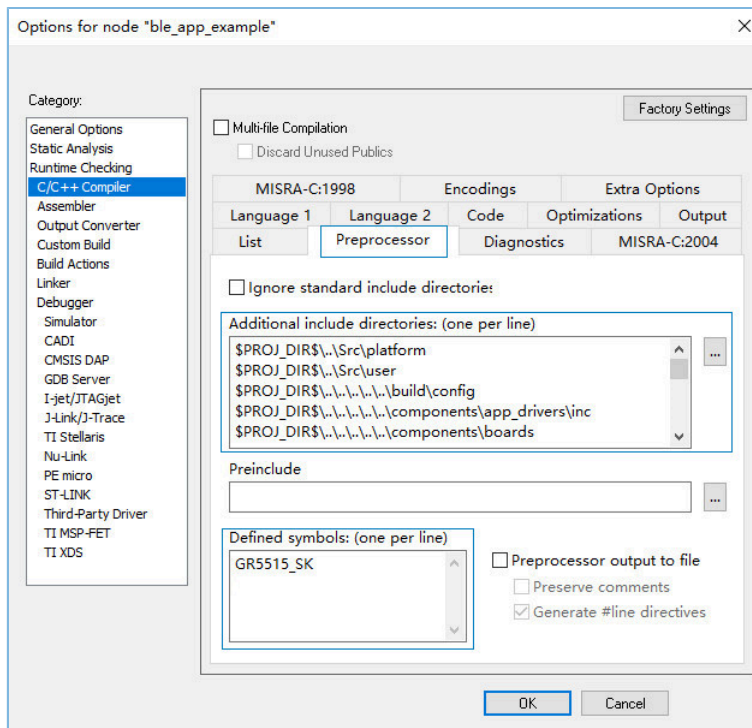 Options for node "ble_app_example"
Category:
General Options
Static Analysis
Runtime Checking
C/C++ Compiler
Assembler
Output Converter
Custom Build
Build Actions
Linker
Debugger
Simulator
CADI
CMSIS DAP
GDB Server
I-jet/JTAGjet
J-Link/J-Trace
TI Stellaris
Nu-Link
PE micro
ST-LINK
Third-Party Driver
TI MSP-FET
TI XDS
Factory Settings
Multi-file Compilation
Discard Unused Publics
MISRA-C:1998 Encodings Extra Options
Language 1 Language 2 Code Optimizations Output
List Preprocessor Diagnostics MISRA-C:2004
Ignore standard include directories
Additional include directories: (one per line)
$PROJ_DIR$\..\Src\platform
$PROJ_DIR$\..\Src\user
$PROJ_DIR$\..\..\..\..\..\build\config
$PROJ_DIR$\..\..\..\..\..\components\app_drivers\inc
$PROJ_DIR$\..\..\..\..\..\components\boards
...
Preinclude
...
Defined symbols: (one per line)
GR5515_SK
Preprocessor output to file
Preserve comments
Generate #line directives
OK Cancel